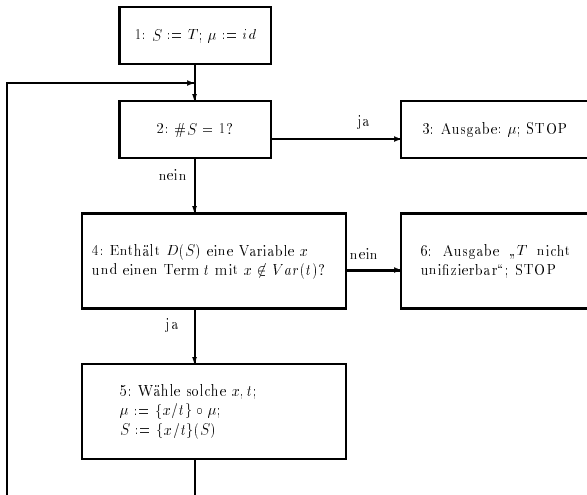 1: S := T; μ := id
2: #S = 1?
ja
3: Ausgabe: μ; STOP
nein
4: Enthält D(S) eine Variable x
und einen Term t mit x ∉ Var(t)?
nein
6: Ausgabe „T nicht
unifizierbar“; STOP
ja
5: Wähle solche x, t;
μ := {x/t} ∘ μ;
S := {x/t}(S)